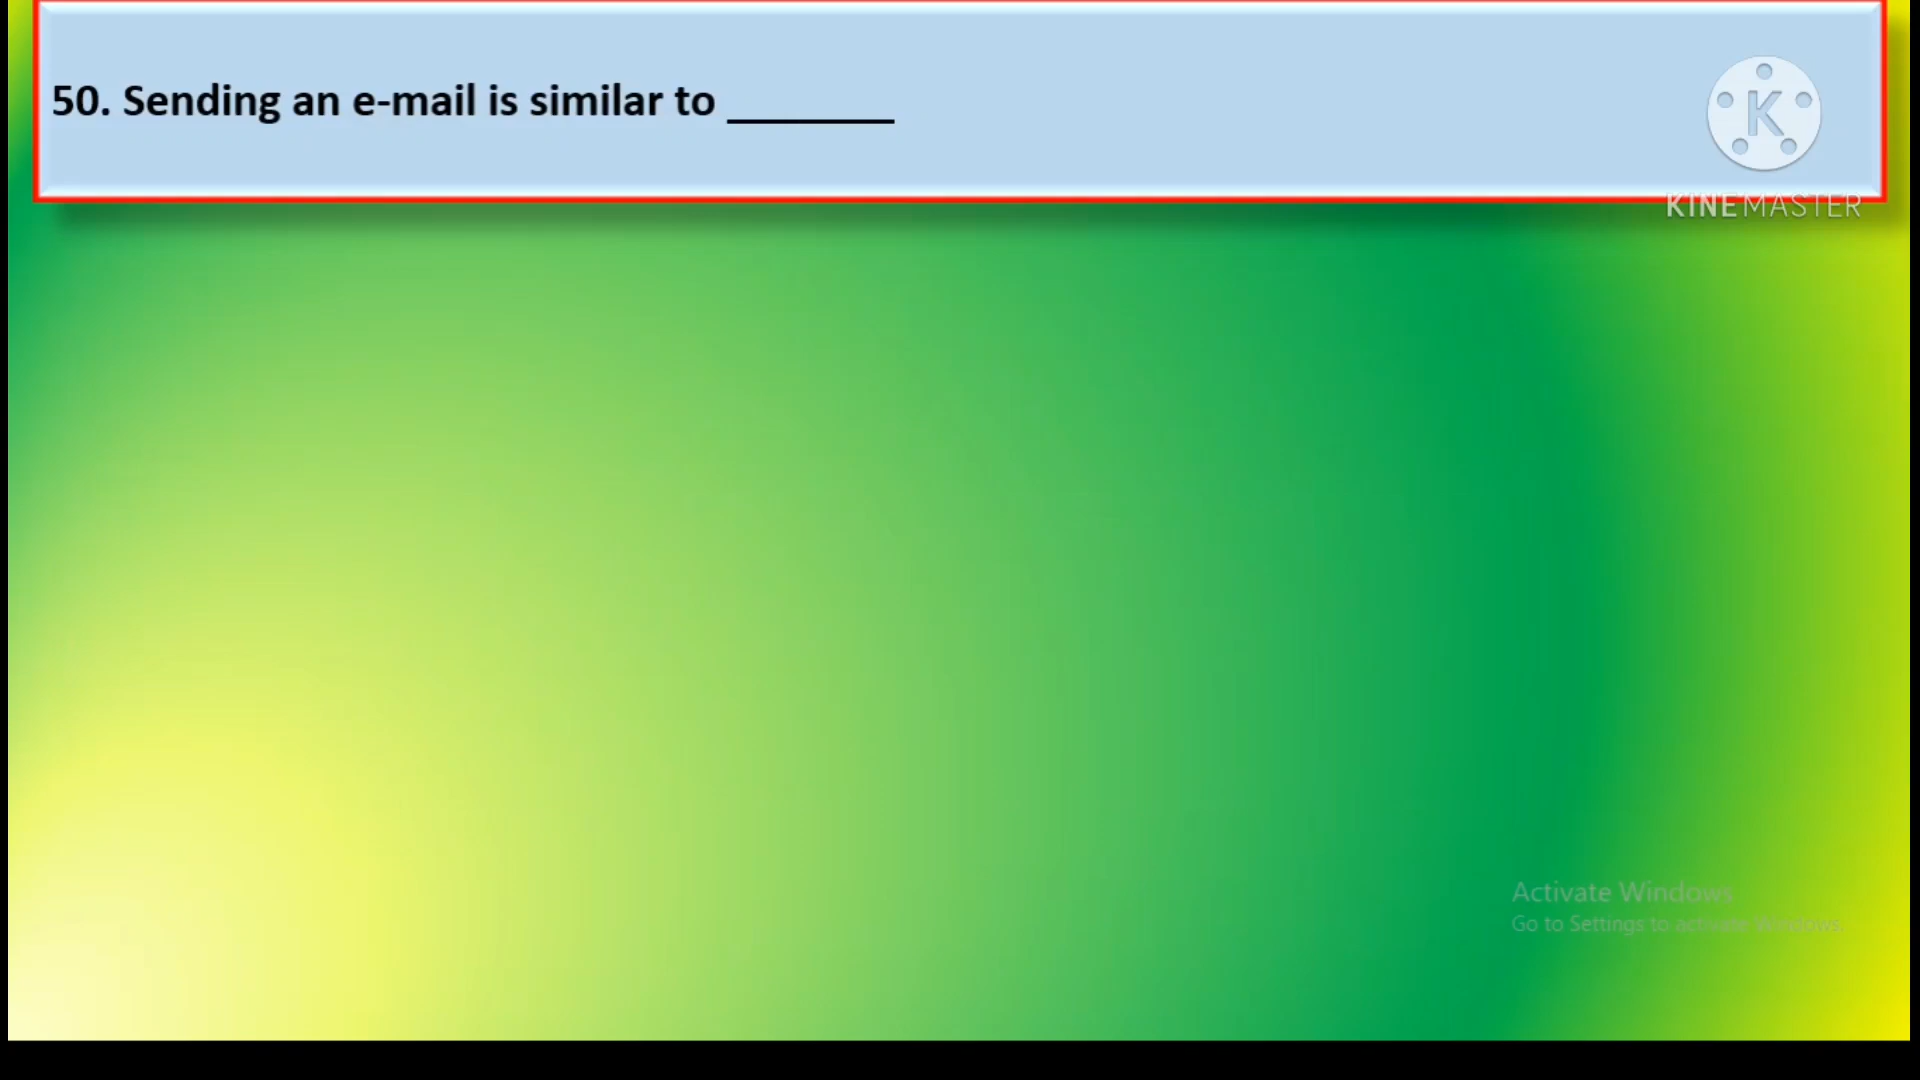 50. Sending an e-mail is similar to ________
K
KINEMASTER
Activate Windows
Go to Settings to activate Windows.